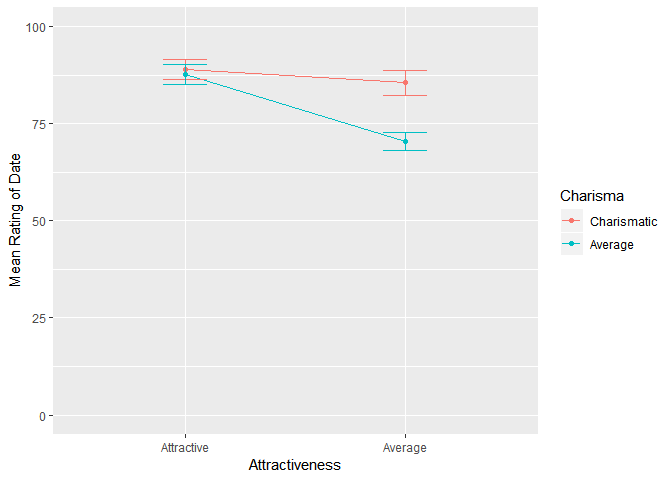 100
75
50
25
0
Mean Rating of Date
Attractive
Average
Attractiveness
Charisma
Charismatic
Average